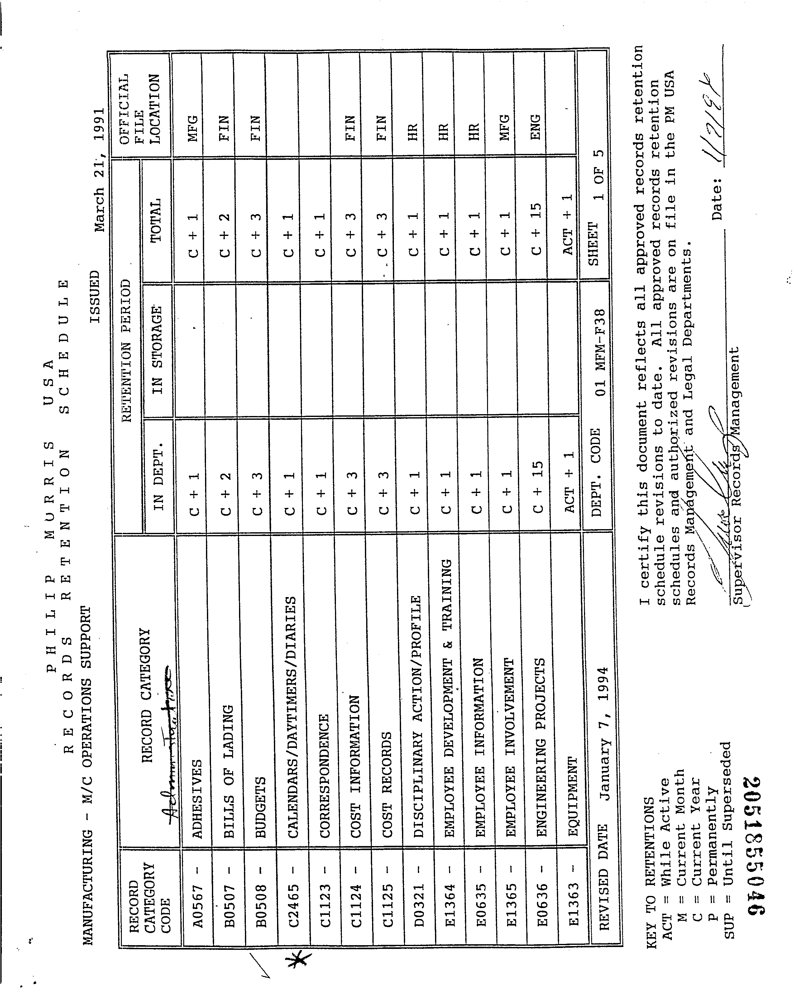 PHILIP MORRIS USA
RECORDS RETENTION SCHEDULE
MANUFACTURING - M/C OPERATIONS SUPPORT
ISSUED March 21, 1991
RECORD CATEGORY CODE RECORD CATEGORY RETENTION PERIOD OFFICIAL FILE LOCATION
Administrative IN DEPT. IN STORAGE TOTAL
A0567 - ADHESIVES C + 1 C + 1 MFG
B0507 - BILLS OF LADING C + 2 C + 2 FIN
B0508 - BUDGETS C + 3 C + 3 FIN
* C2465 - CALENDARS/DAYTIMERS/DIARIES C + 1 C + 1
C1123 - CORRESPONDENCE C + 1 C + 1
C1124 - COST INFORMATION C + 3 C + 3 FIN
C1125 - COST RECORDS C + 3 C + 3 FIN
D0321 - DISCIPLINARY ACTION/PROFILE C + 1 C + 1 HR
E1364 - EMPLOYEE DEVELOPMENT & TRAINING C + 1 C + 1 HR
E0635 - EMPLOYEE INFORMATION C + 1 C + 1 HR
E1365 - EMPLOYEE INVOLVEMENT C + 1 C + 1 MFG
E0636 - ENGINEERING PROJECTS C + 15 C + 15 ENG
E1363 - EQUIPMENT ACT + 1 ACT + 1
REVISED DATE January 7, 1994 DEPT. CODE 01 MFM-F38 SHEET 1 OF 5
KEY TO RETENTIONS
ACT = While Active
M = Current Month
C = Current Year
P = Permanently
SUP = Until Superseded
2051855046
I certify this document reflects all approved records retention
schedule revisions to date. All approved records retention
schedules and authorized revisions are on file in the PM USA
Records Management and Legal Departments.
Date:
Supervisor Records Management